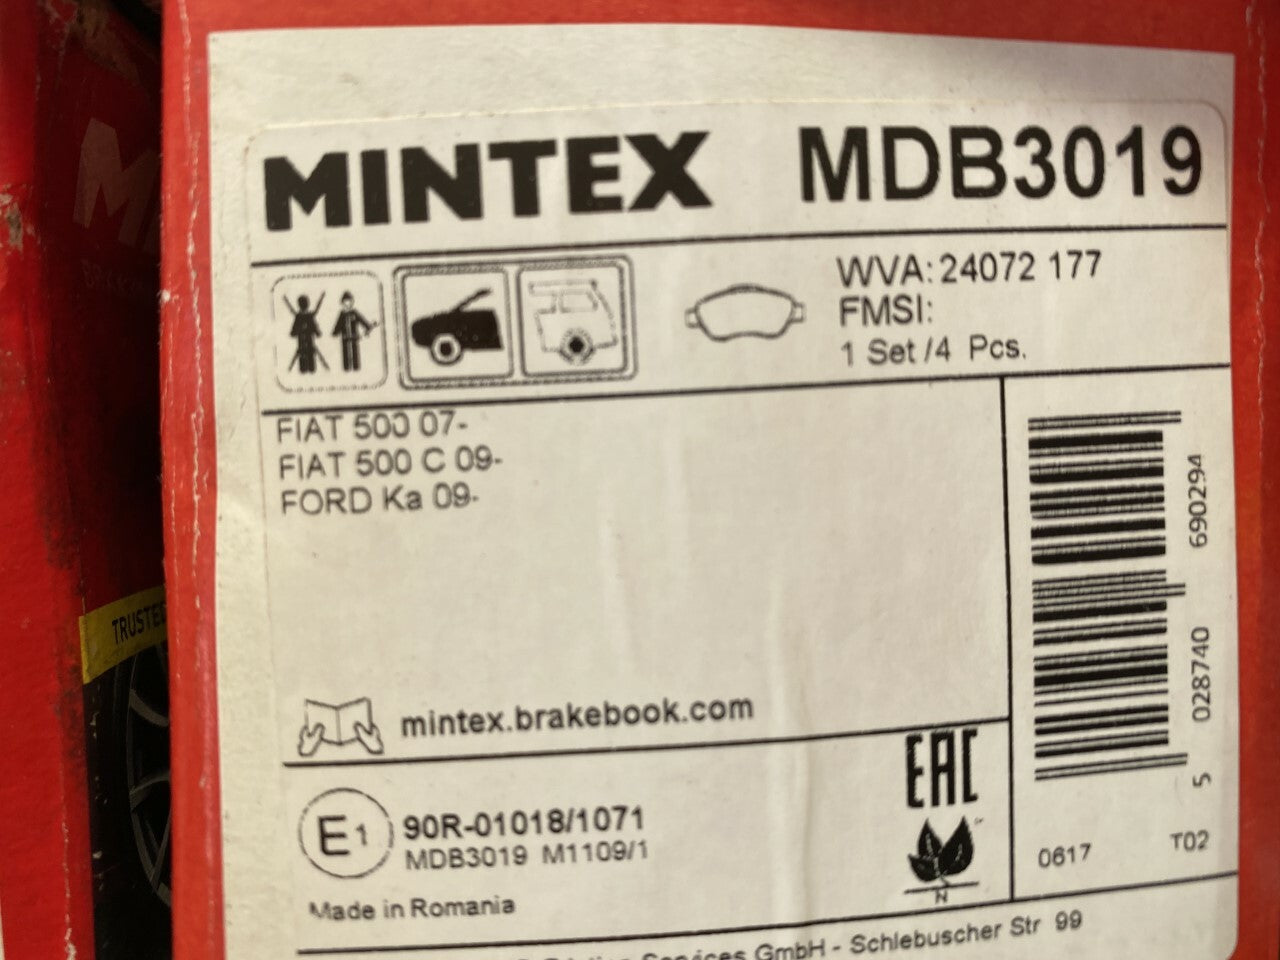 MINTEX MDB3019
WVA: 24072 177
FMSI:
1 Set /4 Pcs.
FIAT 500 07-
FIAT 500 C 09-
FORD Ka 09-
mintex.brakebook.com
E1
90R-01018/1071
MDB3019 M1109/1
Made in Romania
EAC
N
5 028740 690294
0617 T02
Services GmbH - Schlebuscher Str 99
TRUSTED